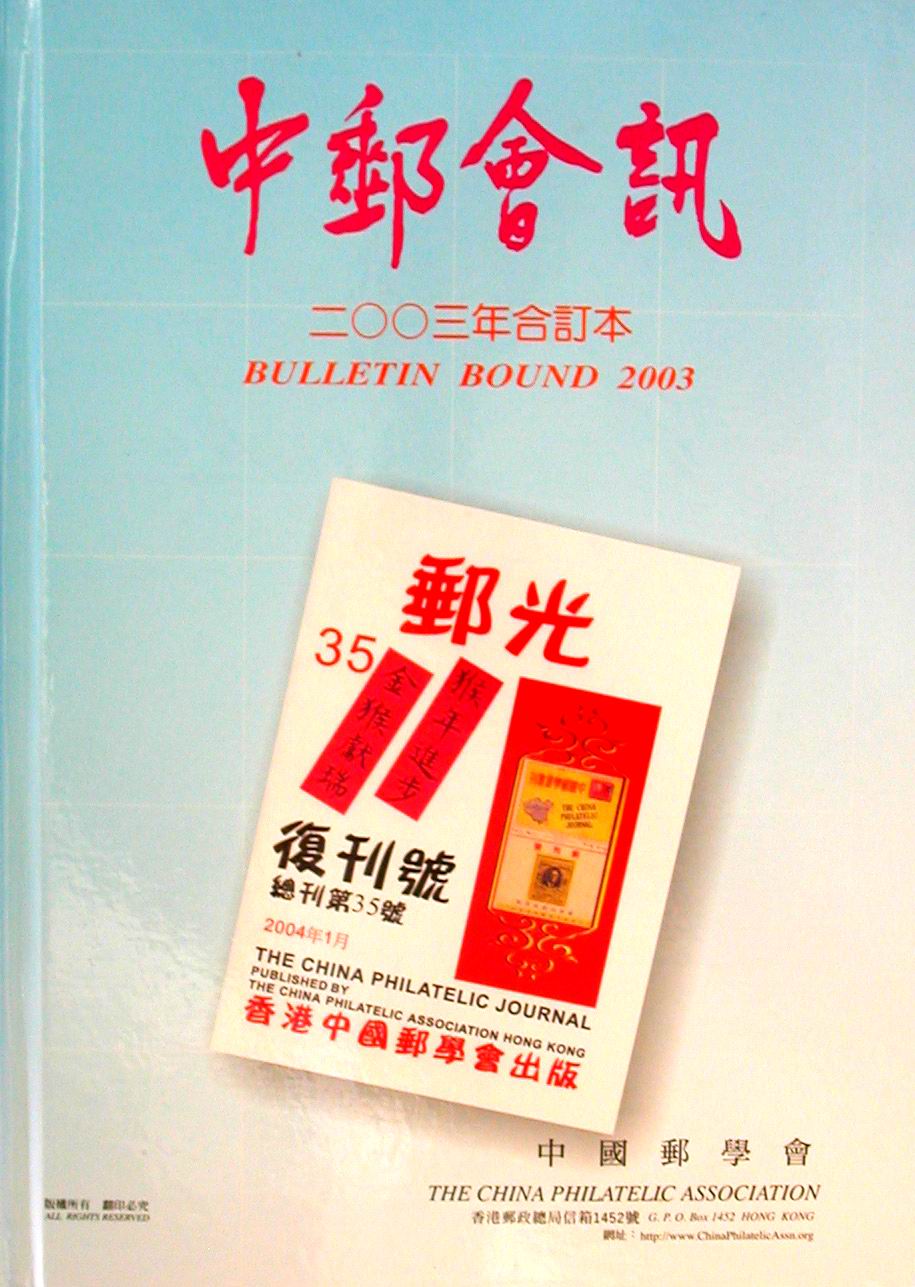 中郵會訊
二〇〇三年合訂本
BULLETIN BOUND 2003
郵光
35
金猴獻瑞
猴年進步
THE CHINA
PHILATELIC
JOURNAL
復刊號
總刊第35號
2004年1月
THE CHINA PHILATELIC JOURNAL
PUBLISHED BY
THE CHINA PHILATELIC ASSOCIATION HONG KONG
香港中國郵學會出版
中國郵學會
THE CHINA PHILATELIC ASSOCIATION
香港郵政總局信箱1452號 G. P. O. Box 1452 HONG KONG
網址：http://www.ChinaPhilatelicAssn.org
版權所有 翻印必究
ALL RIGHTS RESERVED